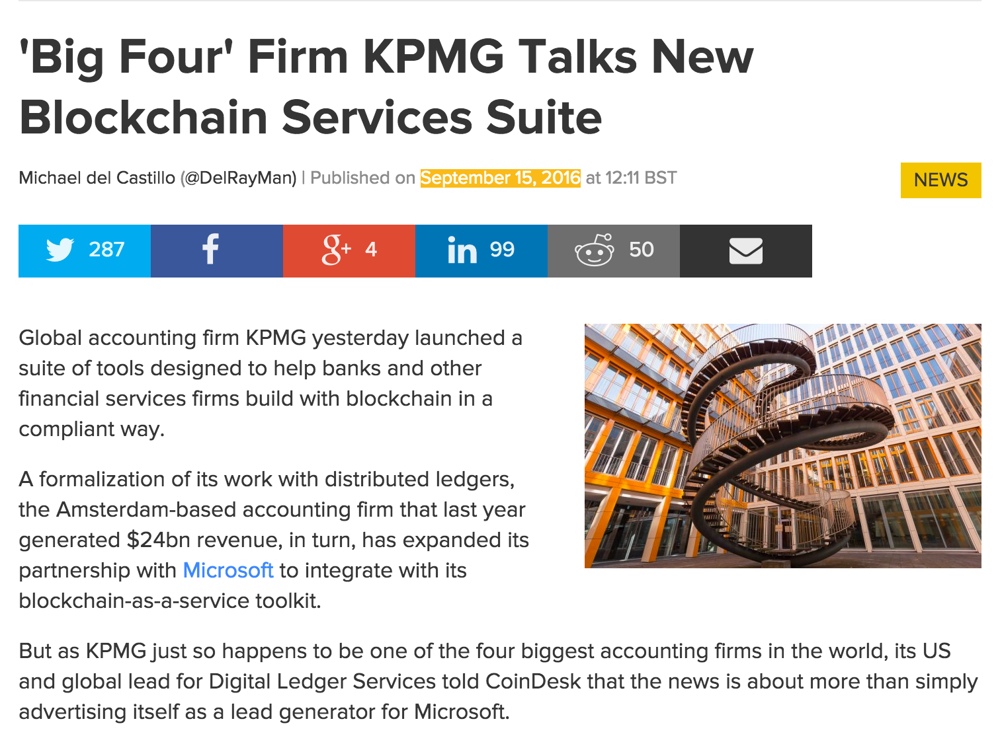 'Big Four' Firm KPMG Talks New
Blockchain Services Suite
Michael del Castillo (@DelRayMan) | Published on September 15, 2016 at 12:11 BST
NEWS
287
f
g+ 4
in 99
50
Global accounting firm KPMG yesterday launched a
suite of tools designed to help banks and other
financial services firms build with blockchain in a
compliant way.
A formalization of its work with distributed ledgers,
the Amsterdam-based accounting firm that last year
generated $24bn revenue, in turn, has expanded its
partnership with Microsoft to integrate with its
blockchain-as-a-service toolkit.
But as KPMG just so happens to be one of the four biggest accounting firms in the world, its US
and global lead for Digital Ledger Services told CoinDesk that the news is about more than simply
advertising itself as a lead generator for Microsoft.